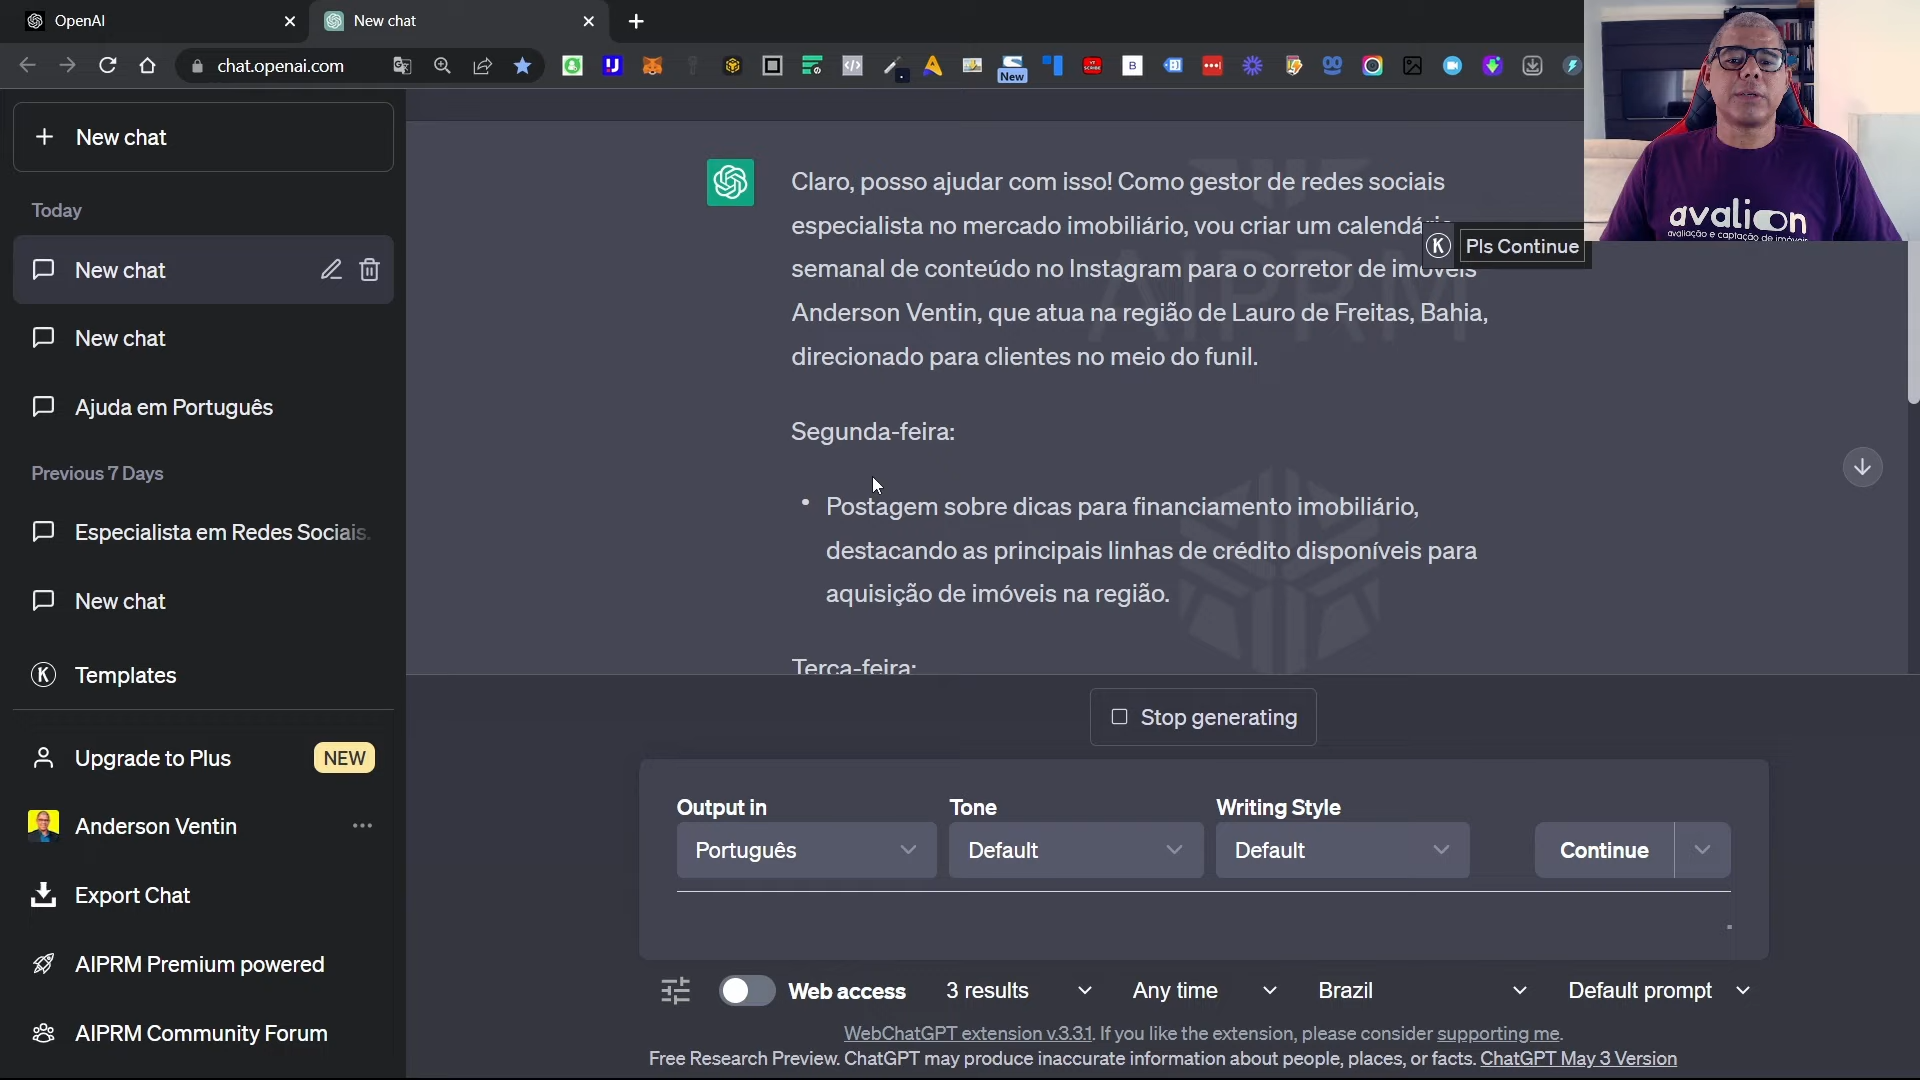 OpenAI
New chat
chat.openai.com
New
New chat
Today
New chat
New chat
Ajuda em Português
Previous 7 Days
Especialista em Redes Sociais.
New chat
Templates
Upgrade to Plus
NEW
Anderson Ventin
Export Chat
AIPRM Premium powered
AIPRM Community Forum
Claro, posso ajudar com isso! Como gestor de redes sociais
especialista no mercado imobiliário, vou criar um calendário
semanal de conteúdo no Instagram para o corretor de imóveis
Anderson Ventin, que atua na região de Lauro de Freitas, Bahia,
direcionado para clientes no meio do funil.
Segunda-feira:
• Postagem sobre dicas para financiamento imobiliário,
destacando as principais linhas de crédito disponíveis para
aquisição de imóveis na região.
Terça-feira:
AIPRM
K
Pls Continue
avalion
avaliação e captação de imóveis
Stop generating
Output in
Tone
Writing Style
Português
Default
Default
Continue
Web access
3 results
Any time
Brazil
Default prompt
WebChatGPT extension v.3.3.1. If you like the extension, please consider supporting me.
Free Research Preview. ChatGPT may produce inaccurate information about people, places, or facts. ChatGPT May 3 Version